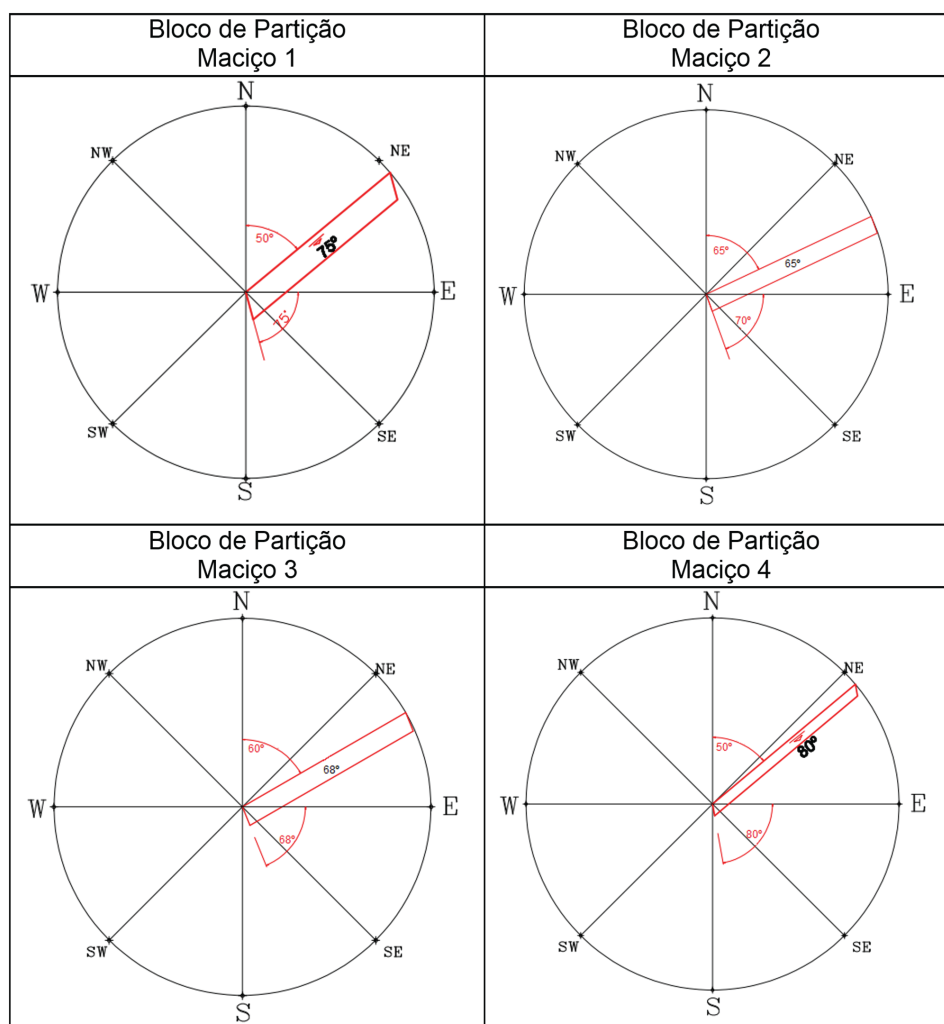 Bloco de Partição
Maciço 1
Bloco de Partição
Maciço 2
N
NW
NE
50°
75°
W
E
75°
SW
SE
S
N
NW
NE
65°
65°
W
E
70°
SW
SE
S
Bloco de Partição
Maciço 3
Bloco de Partição
Maciço 4
N
NW
NE
60°
68°
W
E
68°
SW
SE
S
N
NW
NE
50°
80°
W
E
80°
SW
SE
S